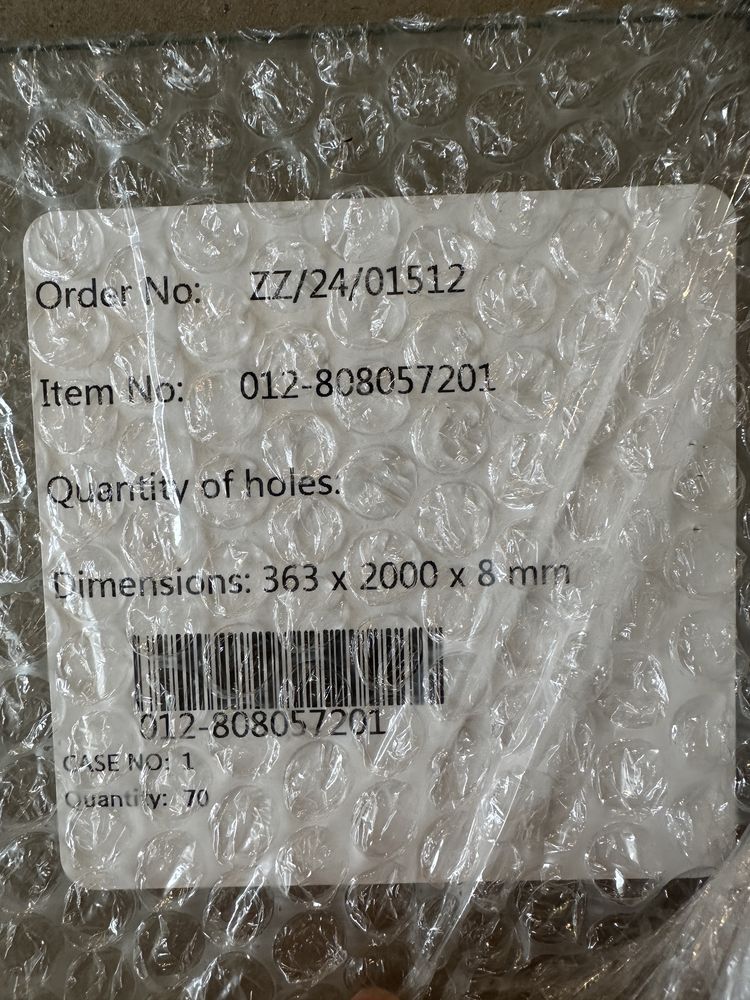 Order No: ZZ/24/01512
Item No: 012-808057201
Quantity of holes:
Dimensions: 363 x 2000 x 8 mm
012-808057201
CASE NO: 1
Quantity: 70